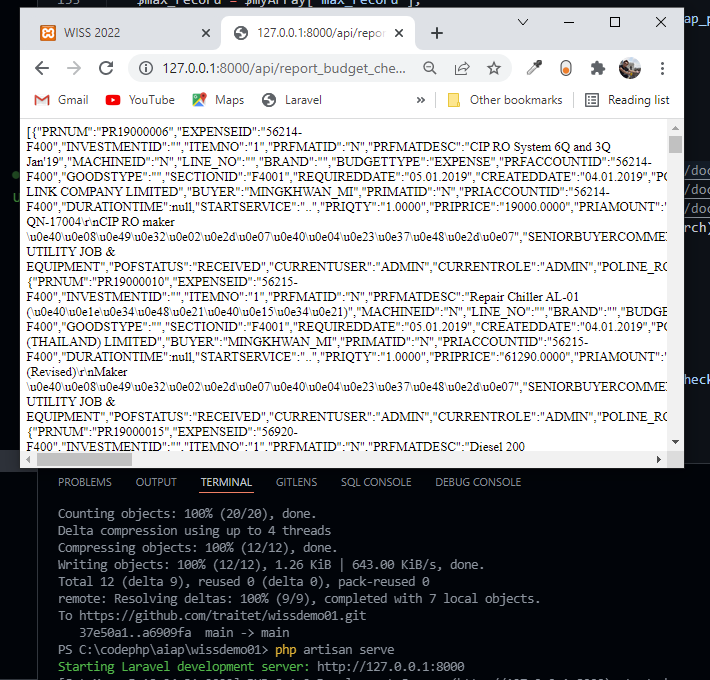 $max_record = $myArray['max_record'];
WISS 2022
127.0.0.1:8000/api/repor
127.0.0.1:8000/api/report_budget_che...
Gmail
YouTube
Maps
Laravel
»
Other bookmarks
Reading list
[{"PRNUM":"PR19000006","EXPENSEID":"56214-
F400","INVESTMENTID":"","ITEMNO":"1","PRFMATID":"N","PRFMATDESC":"CIP RO System 6Q and 3Q
Jan'19","MACHINEID":"N","LINE_NO":"","BRAND":"","BUDGETTYPE":"EXPENSE","PRFACCOUNTID":"56214-
F400","GOODSTYPE":"","SECTIONID":"F4001","REQUIREDDATE":"05.01.2019","CREATEDDATE":"04.01.2019","PO
LINK COMPANY LIMITED","BUYER":"MINGKHWAN_MI","PRIMATID":"N","PRIACCOUNTID":"56214-
F400","DURATIONTIME":null,"STARTSERVICE":"..","PRIQTY":"1.0000","PRIPRICE":"19000.0000","PRIAMOUNT":"
QN-17004\r\nCIP RO maker
\u0e40\u0e08\u0e49\u0e32\u0e02\u0e2d\u0e07\u0e40\u0e04\u0e23\u0e37\u0e48\u0e2d\u0e07","SENIORBUYERCOMME
UTILITY JOB &
EQUIPMENT","POFSTATUS":"RECEIVED","CURRENTUSER":"ADMIN","CURRENTROLE":"ADMIN","POLINE_RO
{"PRNUM":"PR19000010","EXPENSEID":"56215-
F400","INVESTMENTID":"","ITEMNO":"1","PRFMATID":"N","PRFMATDESC":"Repair Chiller AL-01
(\u0e40\u0e1e\u0e34\u0e48\u0e21\u0e40\u0e15\u0e34\u0e21)","MACHINEID":"N","LINE_NO":"","BRAND":"","BUDGE
F400","GOODSTYPE":"","SECTIONID":"F4001","REQUIREDDATE":"05.01.2019","CREATEDDATE":"04.01.2019","PO
(THAILAND) LIMITED","BUYER":"MINGKHWAN_MI","PRIMATID":"N","PRIACCOUNTID":"56215-
F400","DURATIONTIME":null,"STARTSERVICE":"..","PRIQTY":"1.0000","PRIPRICE":"61290.0000","PRIAMOUNT":"
(Revised)\r\nMaker
\u0e40\u0e08\u0e49\u0e32\u0e02\u0e2d\u0e07\u0e40\u0e04\u0e23\u0e37\u0e48\u0e2d\u0e07","SENIORBUYERCOMME
UTILITY JOB &
EQUIPMENT","POFSTATUS":"RECEIVED","CURRENTUSER":"ADMIN","CURRENTROLE":"ADMIN","POLINE_RO
{"PRNUM":"PR19000015","EXPENSEID":"56920-
F400","INVESTMENTID":"","ITEMNO":"1","PRFMATID":"N","PRFMATDESC":"Diesel 200
ap_p
/doc
/doc
/doc
rch)
check
PROBLEMS
OUTPUT
TERMINAL
GITLENS
SQL CONSOLE
DEBUG CONSOLE
Counting objects: 100% (20/20), done.
Delta compression using up to 4 threads
Compressing objects: 100% (12/12), done.
Writing objects: 100% (12/12), 1.26 KiB | 643.00 KiB/s, done.
Total 12 (delta 9), reused 0 (delta 0), pack-reused 0
remote: Resolving deltas: 100% (9/9), completed with 7 local objects.
To https://github.com/traitet/wissdemo01.git
37e50a1..a6909fa main -> main
PS C:\codephp\aiap\wissdemo01> php artisan serve
Starting Laravel development server: http://127.0.0.1:8000